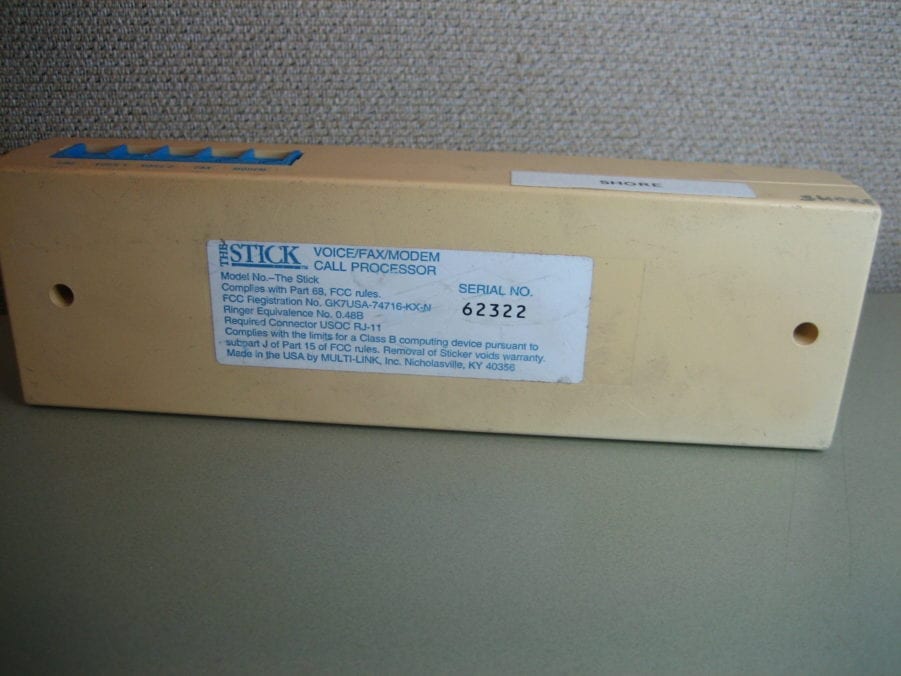 SHORE
THE STICK VOICE/FAX/MODEM
CALL PROCESSOR
Model No.-The Stick
Complies with Part 68, FCC rules.
FCC Registration No. GK7USA-74716-KX-N
Ringer Equivalence No. 0.48B
Required Connector USOC RJ-11
Complies with the limits for a Class B computing device pursuant to
subpart J of Part 15 of FCC rules. Removal of Sticker voids warranty.
Made in the USA by MULTI-LINK, Inc. Nicholasville, KY 40356
SERIAL NO.
62322